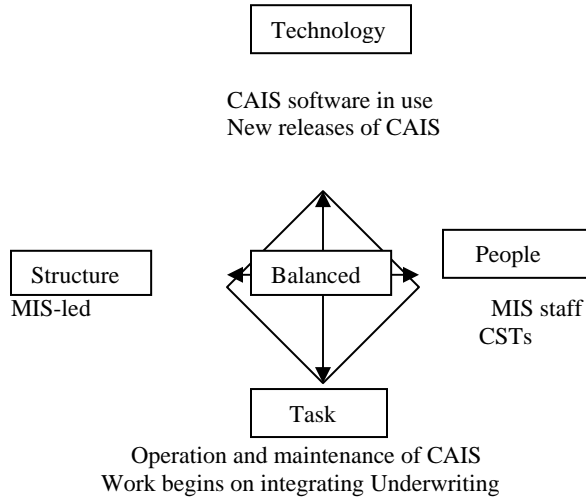 Technology
CAIS software in use
New releases of CAIS
Structure
MIS-led
Balanced
People
MIS staff
CSTs
Task
Operation and maintenance of CAIS
Work begins on integrating Underwriting